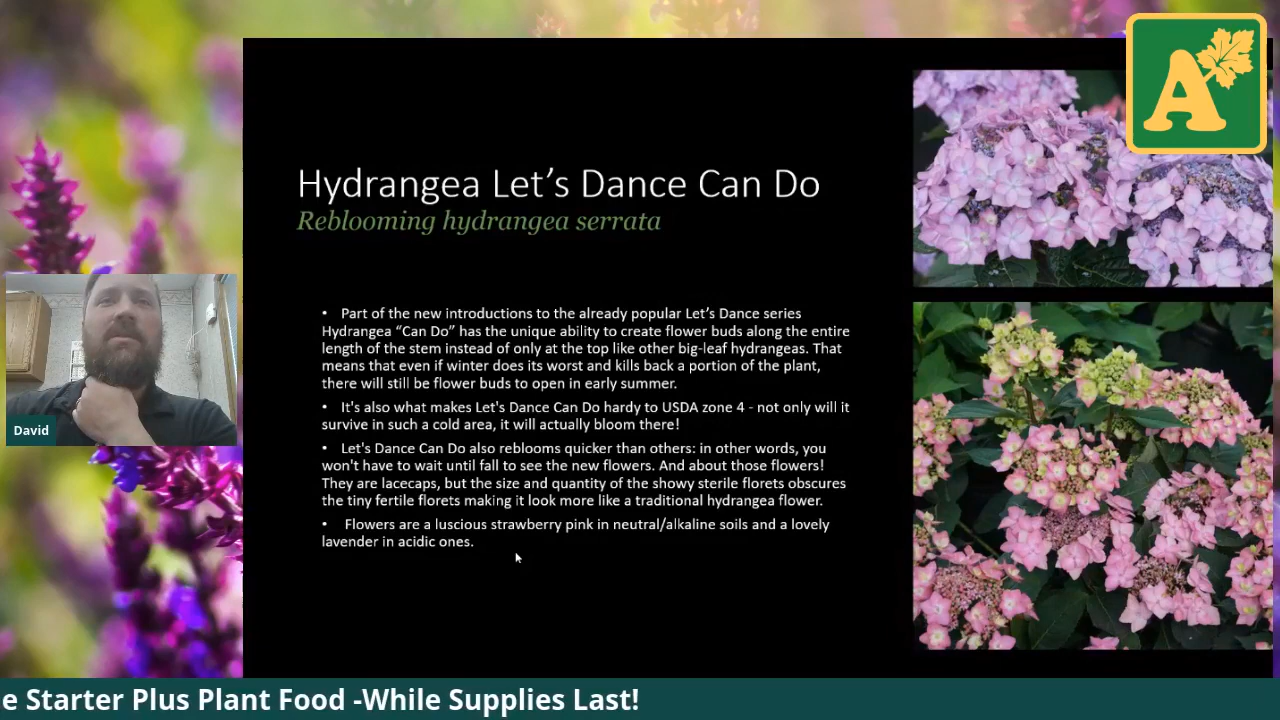 A
Hydrangea Let’s Dance Can Do
Reblooming hydrangea serrata
• Part of the new introductions to the already popular Let’s Dance series
Hydrangea “Can Do” has the unique ability to create flower buds along the entire
length of the stem instead of only at the top like other big-leaf hydrangeas. That
means that even if winter does its worst and kills back a portion of the plant,
there will still be flower buds to open in early summer.
• It's also what makes Let's Dance Can Do hardy to USDA zone 4 - not only will it
survive in such a cold area, it will actually bloom there!
• Let's Dance Can Do also reblooms quicker than others: in other words, you
won't have to wait until fall to see the new flowers. And about those flowers!
They are lacecaps, but the size and quantity of the showy sterile florets obscures
the tiny fertile florets making it look more like a traditional hydrangea flower.
• Flowers are a luscious strawberry pink in neutral/alkaline soils and a lovely
lavender in acidic ones.
David
e Starter Plus Plant Food -While Supplies Last!